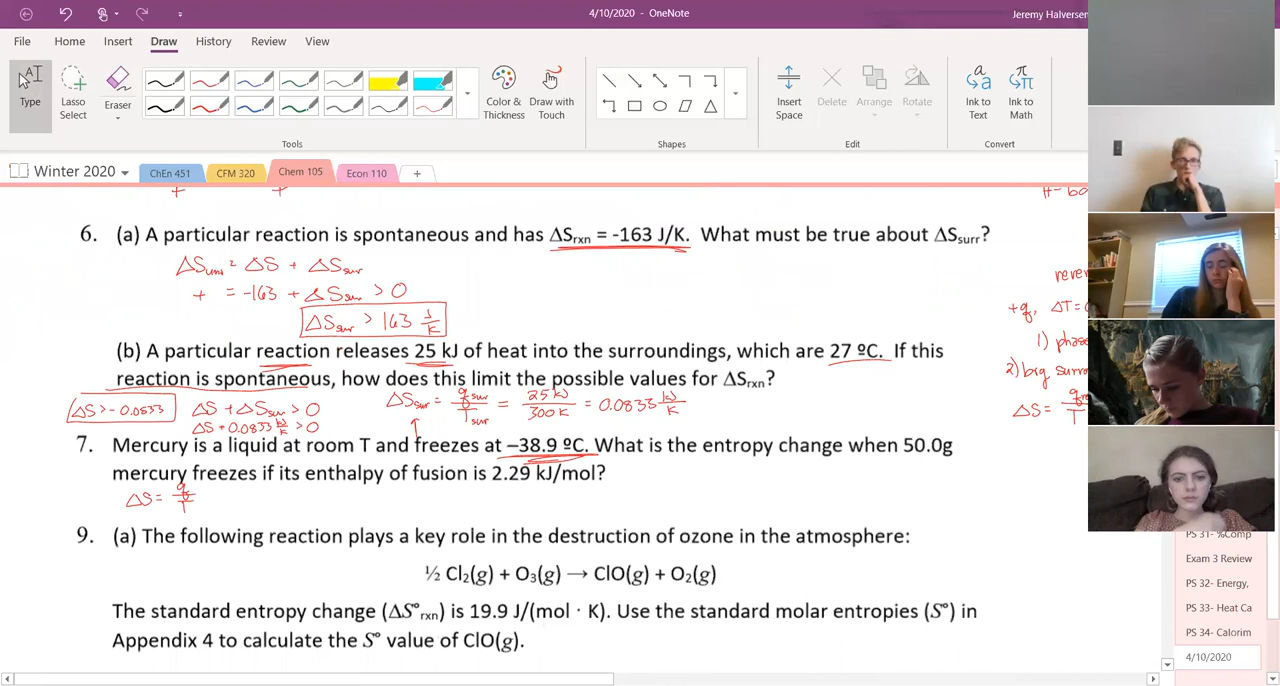 4/10/2020 - OneNote
Jeremy Halversen
File Home Insert Draw History Review View
Type
Lasso Select
Eraser
Color & Thickness
Draw with Touch
Insert Space
Delete
Arrange
Rotate
Ink to Text
Ink to Math
Tools
Shapes
Edit
Convert
Winter 2020
ChEn 451
CFM 320
Chem 105
Econ 110
+
+ +
6. (a) A particular reaction is spontaneous and has ΔSrxn = -163 J/K. What must be true about ΔSsurr?
ΔSuni = ΔS + ΔSsur
+ = -163 + ΔSsur > 0
ΔSsur > 163 J/K
(b) A particular reaction releases 25 kJ of heat into the surroundings, which are 27 ºC. If this
reaction is spontaneous, how does this limit the possible values for ΔSrxn?
ΔS > -0.0833
ΔS + ΔSsur > 0
ΔS + 0.0833 kJ/K > 0
ΔSsur = qsur/Tsur = 25 kJ/300 K = 0.0833 kJ/K
7. Mercury is a liquid at room T and freezes at –38.9 ºC. What is the entropy change when 50.0g
mercury freezes if its enthalpy of fusion is 2.29 kJ/mol?
ΔS = q/T
9. (a) The following reaction plays a key role in the destruction of ozone in the atmosphere:
½ Cl₂(g) + O₃(g) → ClO(g) + O₂(g)
The standard entropy change (ΔS°rxn) is 19.9 J/(mol · K). Use the standard molar entropies (S°) in
Appendix 4 to calculate the S° value of ClO(g).
rever
+q, ΔT=
1) phase
2) big surro
ΔS =
PS 31- %Comp
Exam 3 Review
PS 32- Energy,
PS 33- Heat Ca
PS 34- Calorim
4/10/2020